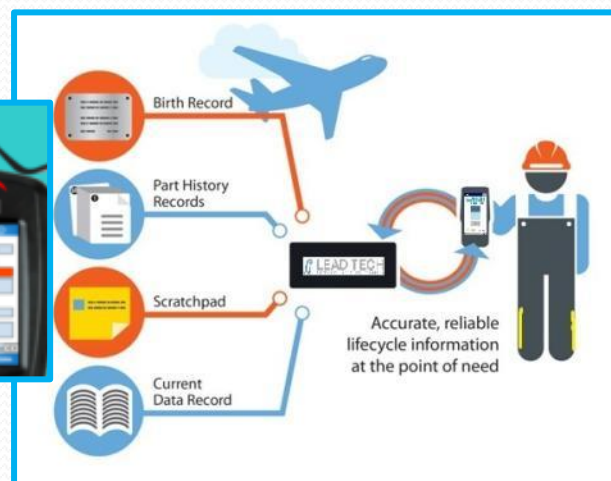 Birth Record
Part History
Records
Scratchpad
Current
Data Record
LEAD TECH
Accurate, reliable
lifecycle information
at the point of need